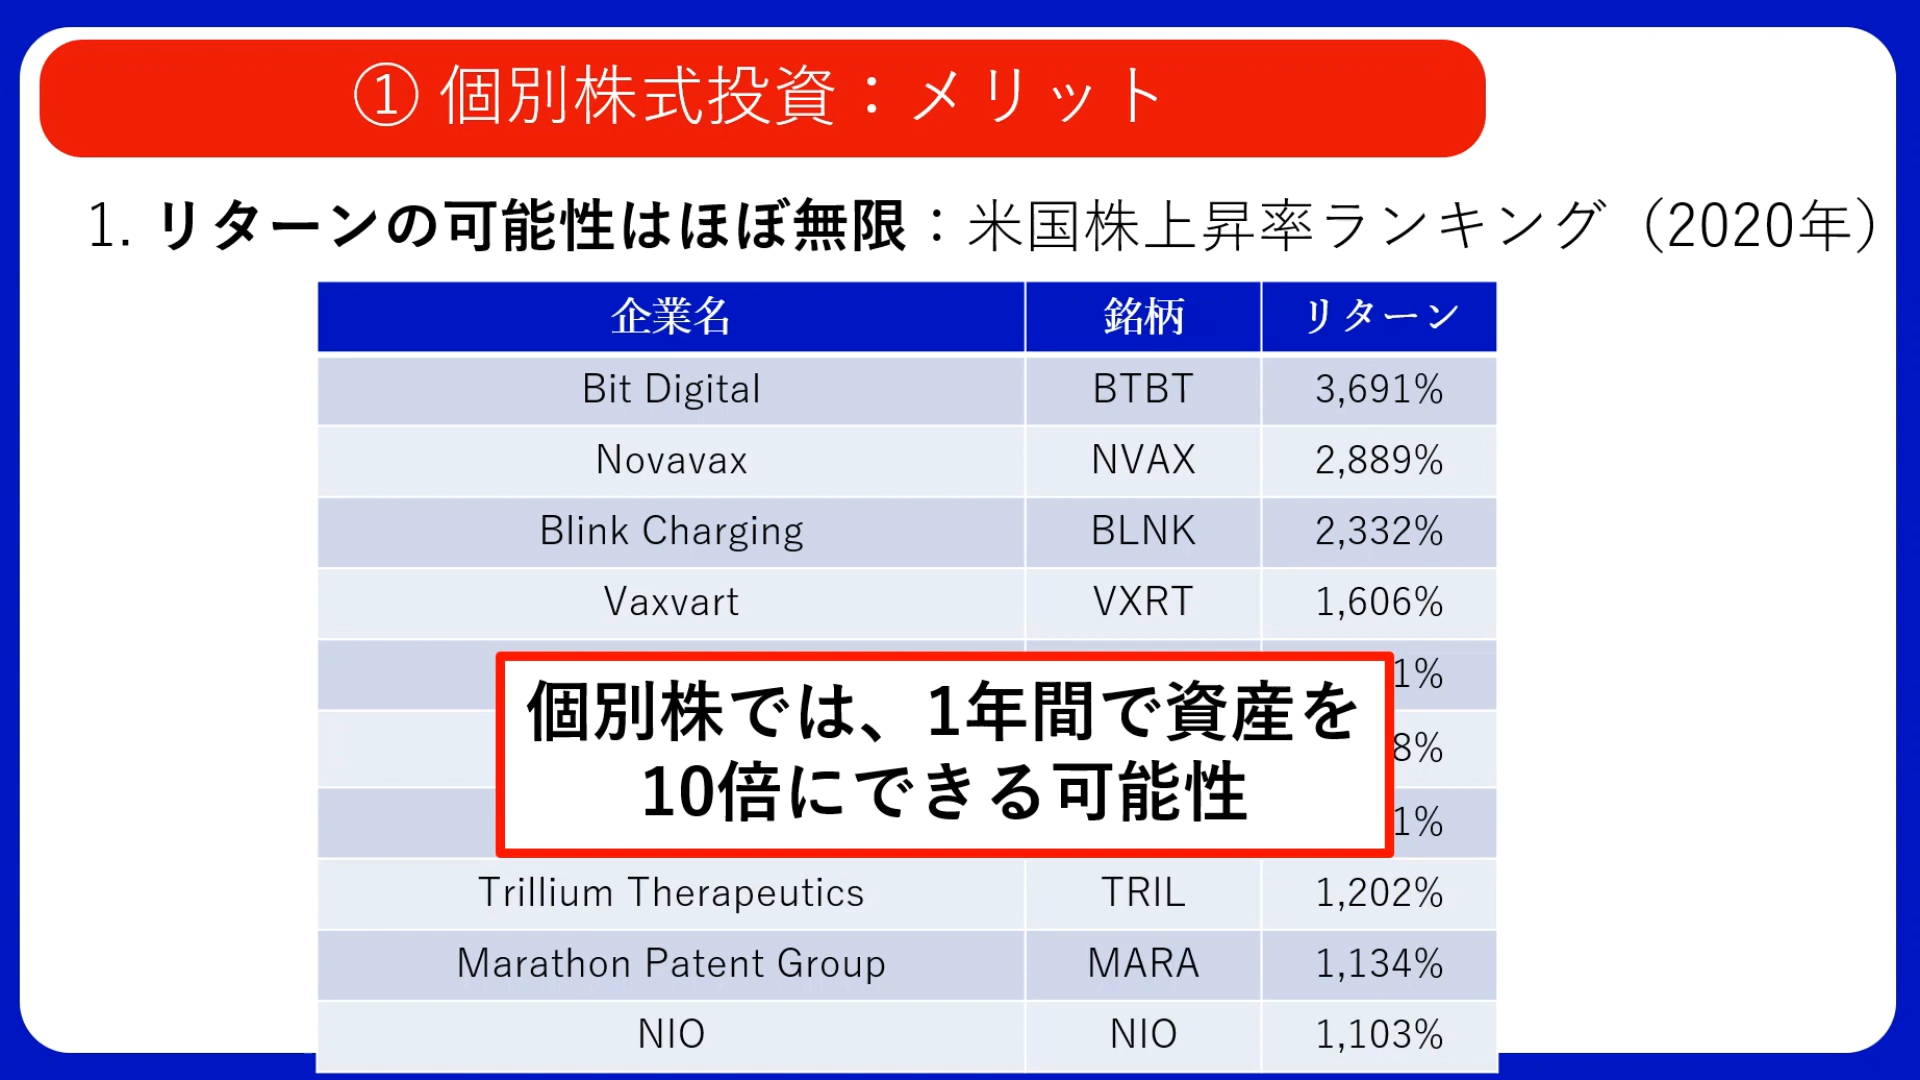 ① 個別株式投資：メリット
1. リターンの可能性はほぼ無限：米国株上昇率ランキング（2020年）
企業名 銘柄 リターン
Bit Digital BTBT 3,691%
Novavax NVAX 2,889%
Blink Charging BLNK 2,332%
Vaxvart VXRT 1,606%
1%
個別株では、1年間で資産を
8%
10倍にできる可能性
1%
Trillium Therapeutics TRIL 1,202%
Marathon Patent Group MARA 1,134%
NIO NIO 1,103%